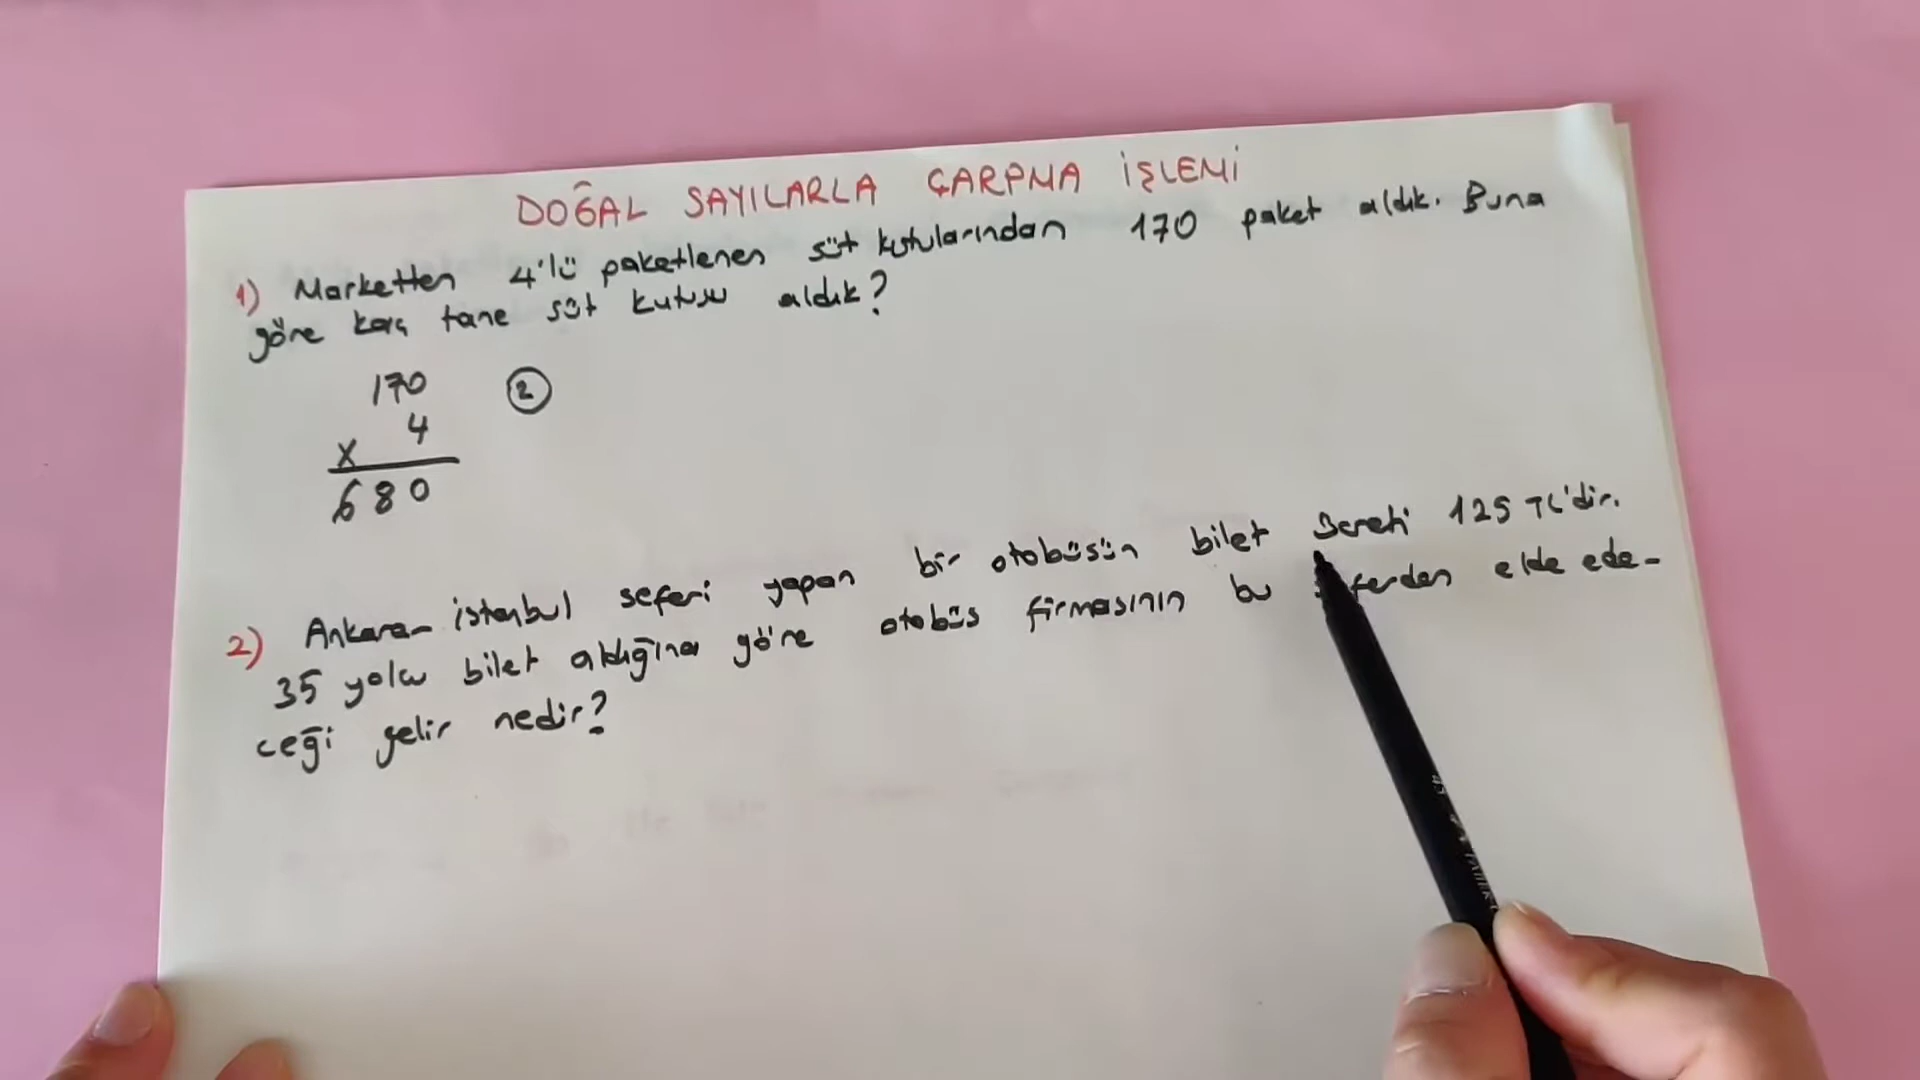 DOĞAL SAYILARLA ÇARPMA İŞLEMİ
1) Marketten 4'lü paketlenen süt kutularından 170 paket aldık. Buna
göre kaç tane süt kutusu aldık?
170
x 4
680
2
2) Ankara-İstanbul seferi yapan bir otobüsün bilet ücreti 125 TL'dir.
35 yolcu bilet aldığına göre otobüs firmasının bu elde ede-
ceği gelir nedir?